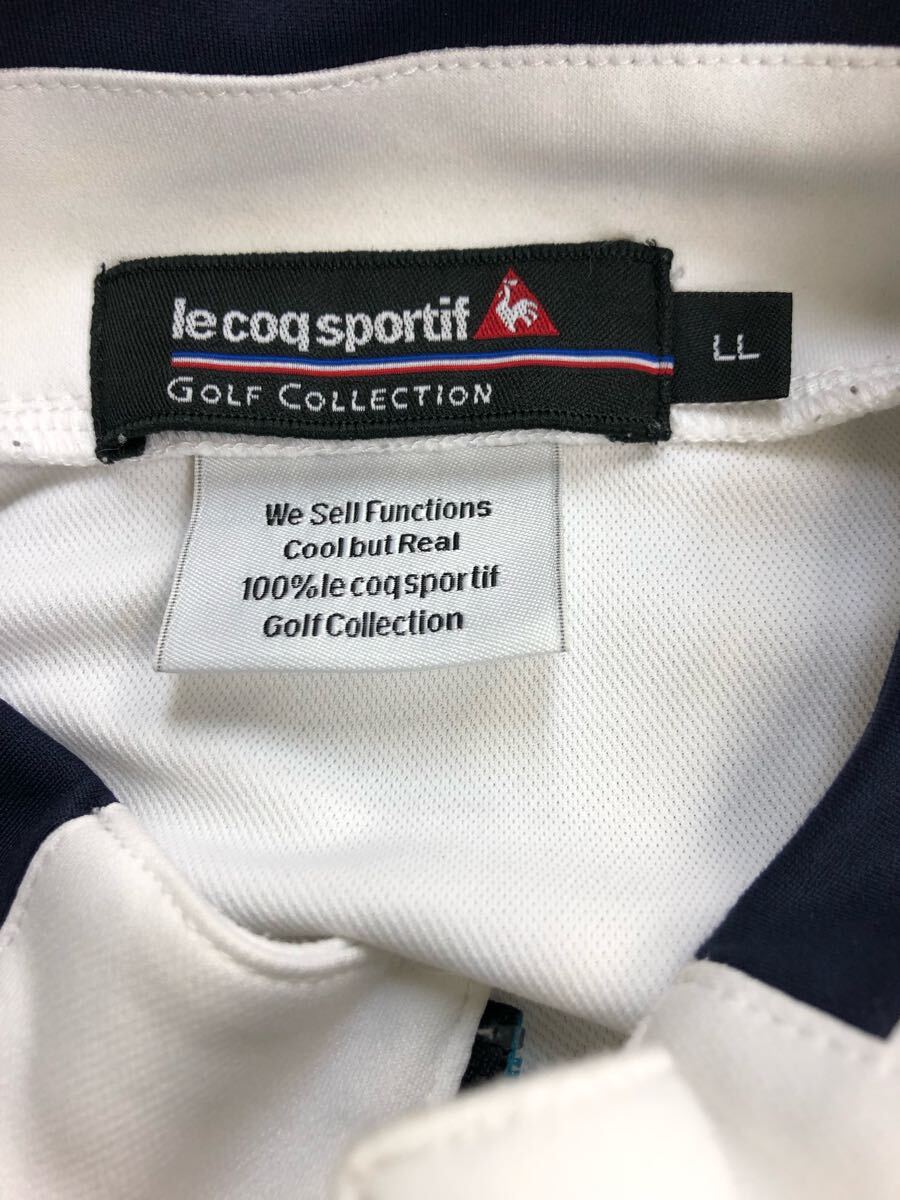 le coq sportif
GOLF COLLECTION
LL
We Sell Functions
Cool but Real
100% le coq sportif
Golf Collection